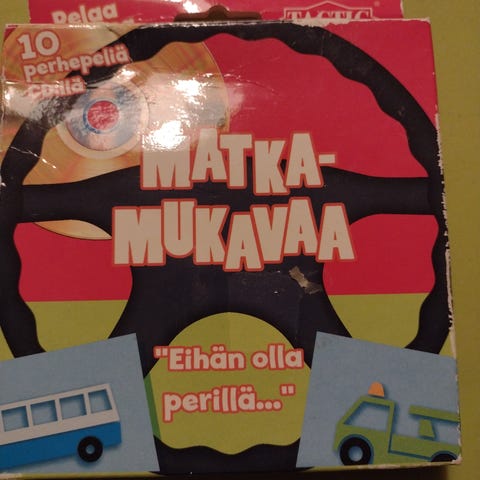 Pelaa
TACTIC
10
perhepeliä
CD:llä
MATKA-
MUKAVAA
"Eihän olla
perillä..."